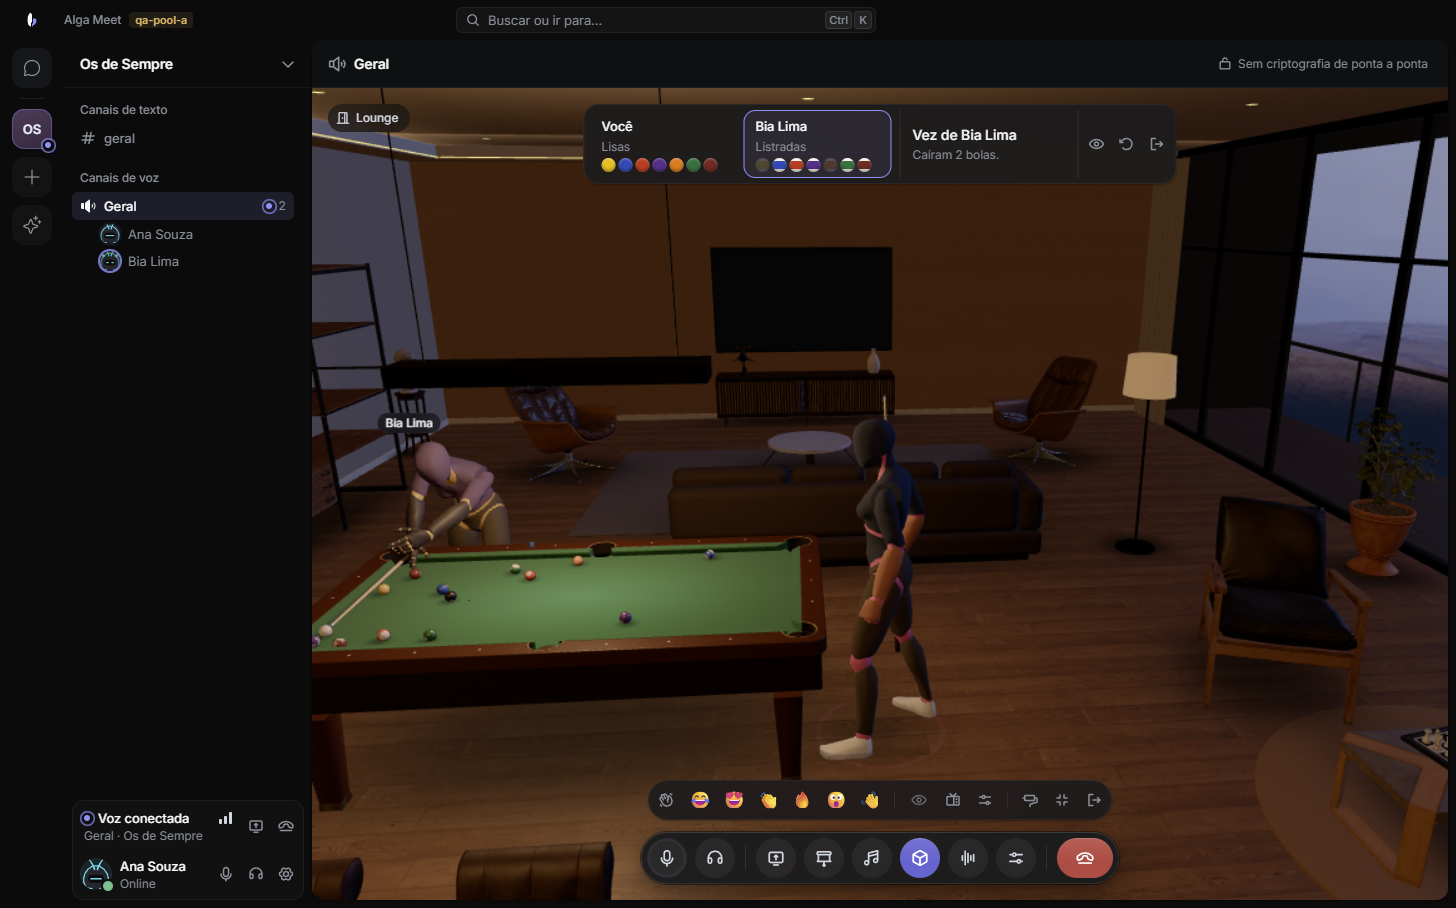 Alga Meet
qa-pool-a
Buscar ou ir para...
Ctrl
K
Os de Sempre
Geral
Sem criptografia de ponta a ponta
Canais de texto
OS
geral
Canais de voz
Geral
2
Ana Souza
Bia Lima
Lounge
Você
Lisas
Bia Lima
Listradas
Vez de Bia Lima
Caíram 2 bolas.
Bia Lima
Voz conectada
Geral · Os de Sempre
Ana Souza
Online